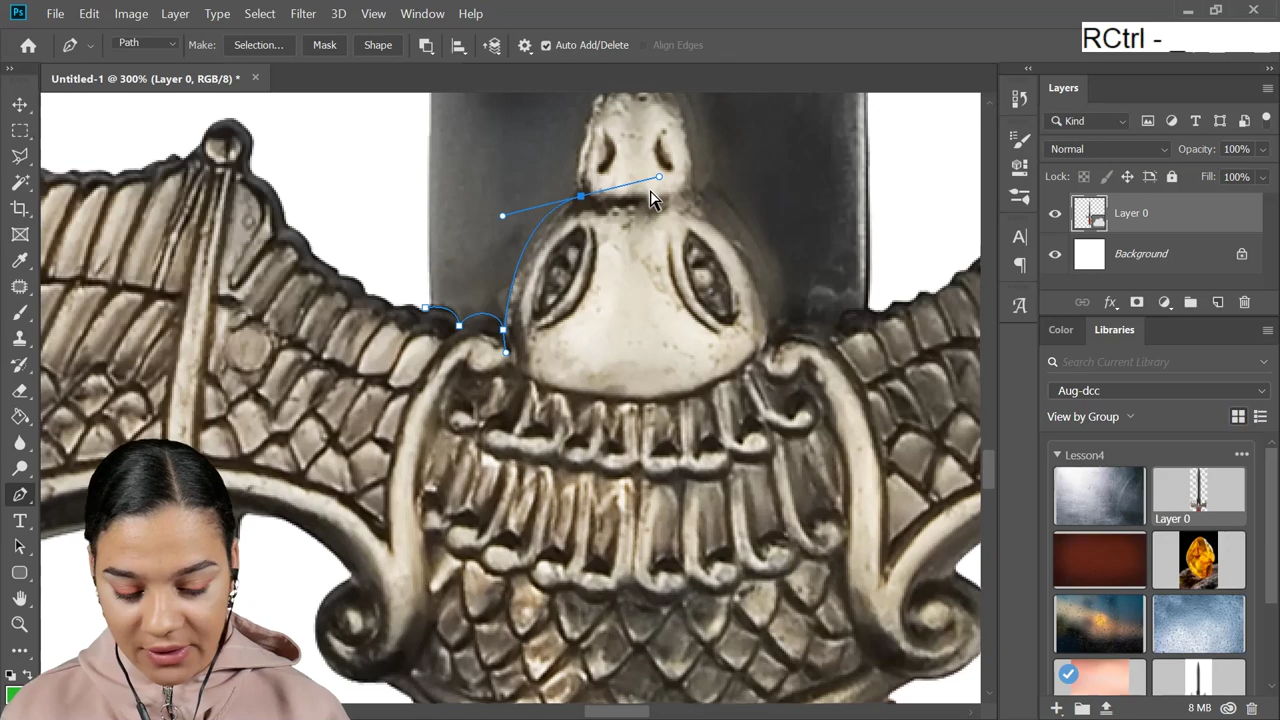 Ps File Edit Image Layer Type Select Filter 3D View Window Help
RCtrl - _
Path Make: Selection... Mask Shape Auto Add/Delete Align Edges
Untitled-1 @ 300% (Layer 0, RGB/8) *
Layers
Kind
Normal Opacity: 100%
Lock: Fill: 100%
Layer 0
Background
fx
Color Libraries
Search Current Library
Aug-dcc
View by Group
Lesson4
Layer 0
8 MB